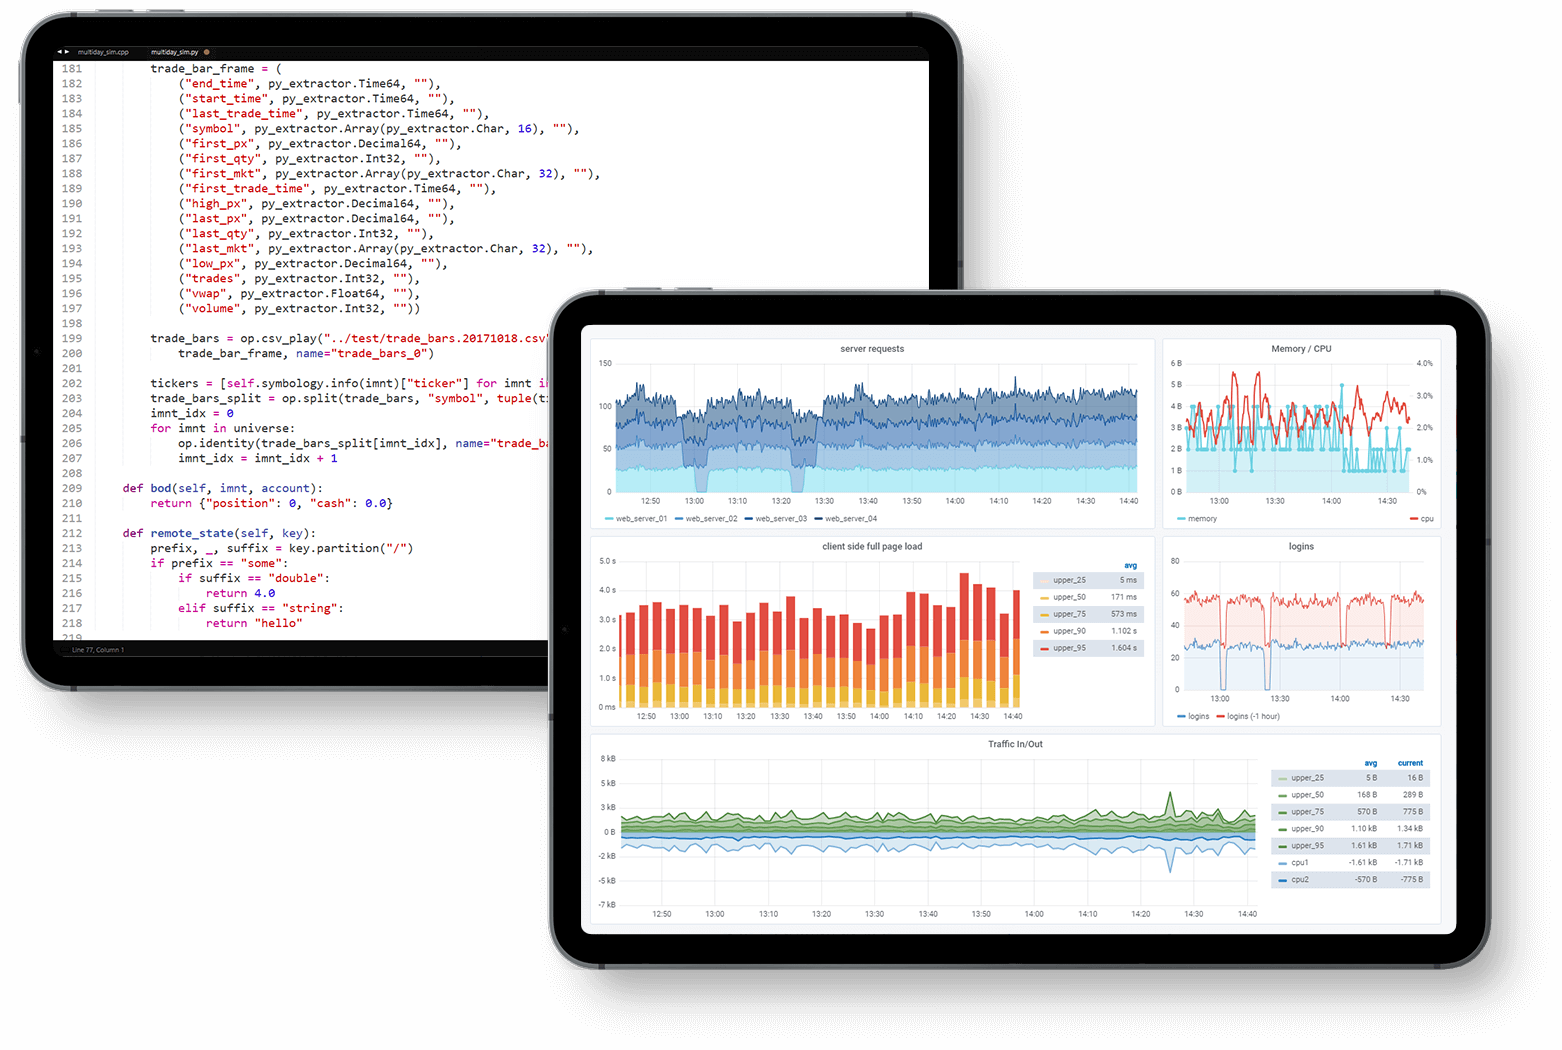 multiday_sim.cpp multiday_sim.py
181 trade_bar_frame = (
182 ("end_time", py_extractor.Time64, ""),
183 ("start_time", py_extractor.Time64, ""),
184 ("last_trade_time", py_extractor.Time64, ""),
185 ("symbol", py_extractor.Array(py_extractor.Char, 16), ""),
186 ("first_px", py_extractor.Decimal64, ""),
187 ("first_qty", py_extractor.Int32, ""),
188 ("first_mkt", py_extractor.Array(py_extractor.Char, 32), ""),
189 ("first_trade_time", py_extractor.Time64, ""),
190 ("high_px", py_extractor.Decimal64, ""),
191 ("last_px", py_extractor.Decimal64, ""),
192 ("last_qty", py_extractor.Int32, ""),
193 ("last_mkt", py_extractor.Array(py_extractor.Char, 32), ""),
194 ("low_px", py_extractor.Decimal64, ""),
195 ("trades", py_extractor.Int32, ""),
196 ("vwap", py_extractor.Float64, ""),
197 ("volume", py_extractor.Int32, ""))
198
199 trade_bars = op.csv_play("../test/trade_bars.20171018.csv"
200 trade_bar_frame, name="trade_bars_0")
201
202 tickers = [self.symbology.info(imnt)["ticker"] for imnt i
203 trade_bars_split = op.split(trade_bars, "symbol", tuple(t
204 imnt_idx = 0
205 for imnt in universe:
206 op.identity(trade_bars_split[imnt_idx], name="trade_ba
207 imnt_idx = imnt_idx + 1
208
209 def bod(self, imnt, account):
210 return {"position": 0, "cash": 0.0}
211
212 def remote_state(self, key):
213 prefix, _, suffix = key.partition("/")
214 if prefix == "some":
215 if suffix == "double":
216 return 4.0
217 elif suffix == "string":
218 return "hello"
219
Line 77, Column 1
server requests
150
100
50
0
12:50 13:00 13:10 13:20 13:30 13:40 13:50 14:00 14:10 14:20 14:30 14:40
web_server_01 web_server_02 web_server_03 web_server_04
Memory / CPU
6 B 4.0%
5 B
4 B 3.0%
3 B 2.0%
2 B
1 B 1.0%
0 B 0%
13:00 13:30 14:00 14:30
memory cpu
client side full page load
5.0 s
4.0 s
3.0 s
2.0 s
1.0 s
0 ms
12:50 13:00 13:10 13:20 13:30 13:40 13:50 14:00 14:10 14:20 14:30 14:40
avg
upper_25 5 ms
upper_50 171 ms
upper_75 573 ms
upper_90 1.102 s
upper_95 1.604 s
logins
80
60
40
20
0
13:00 13:30 14:00 14:30
logins logins (-1 hour)
Traffic In/Out
8 kB
5 kB
3 kB
0 B
-2 kB
-5 kB
-7 kB
12:50 13:00 13:10 13:20 13:30 13:40 13:50 14:00 14:10 14:20 14:30 14:40
avg current
upper_25 5 B 16 B
upper_50 168 B 289 B
upper_75 570 B 775 B
upper_90 1.10 kB 1.34 kB
upper_95 1.61 kB 1.71 kB
cpu1 -1.61 kB -1.71 kB
cpu2 -570 B -775 B